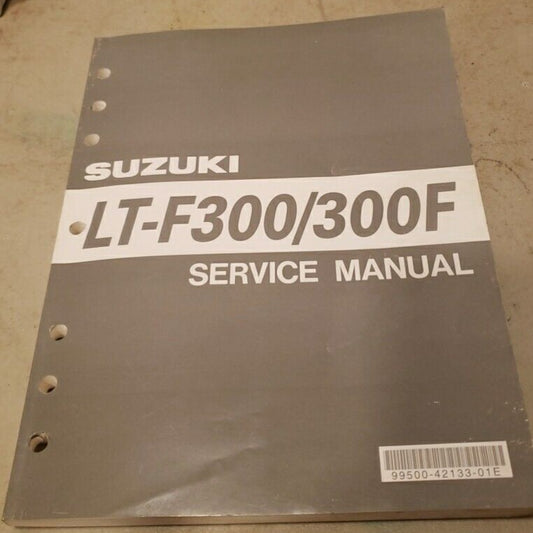 SUZUKI
LT-F300/300F
SERVICE MANUAL
99500-42133-01E